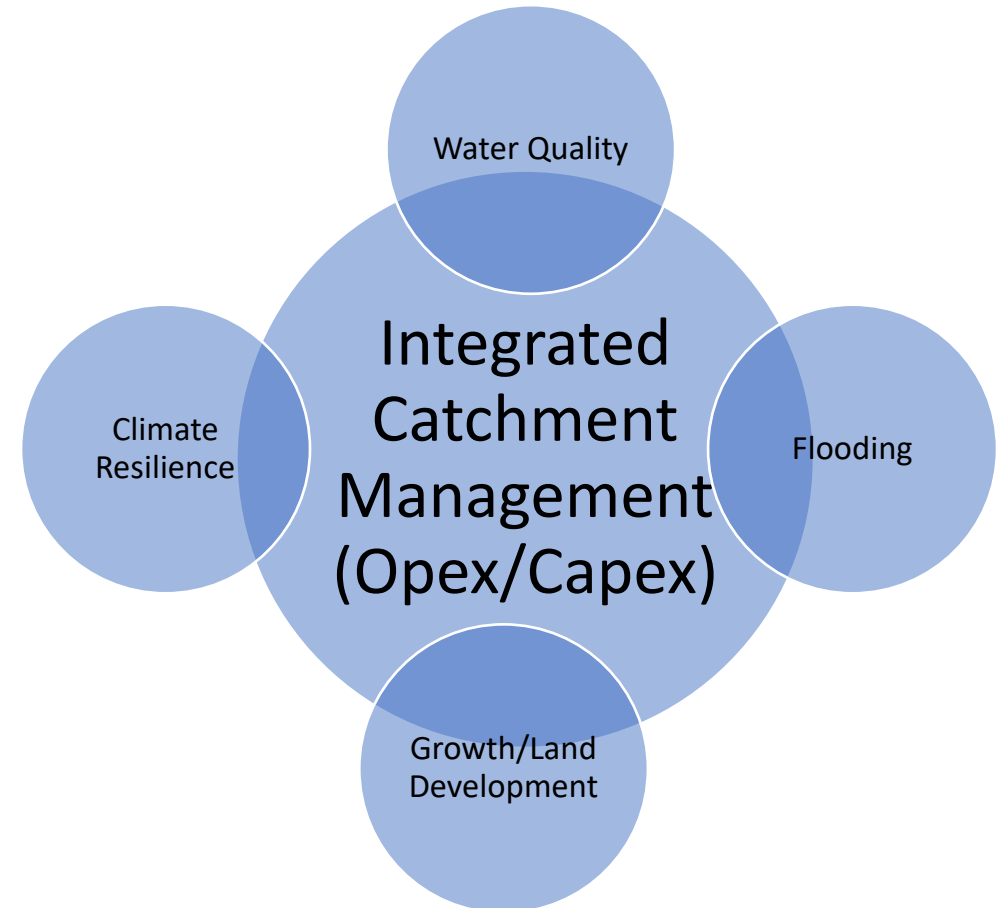 Water Quality
Integrated
Catchment
Management
(Opex/Capex)
Climate
Resilience
Flooding
Growth/Land
Development